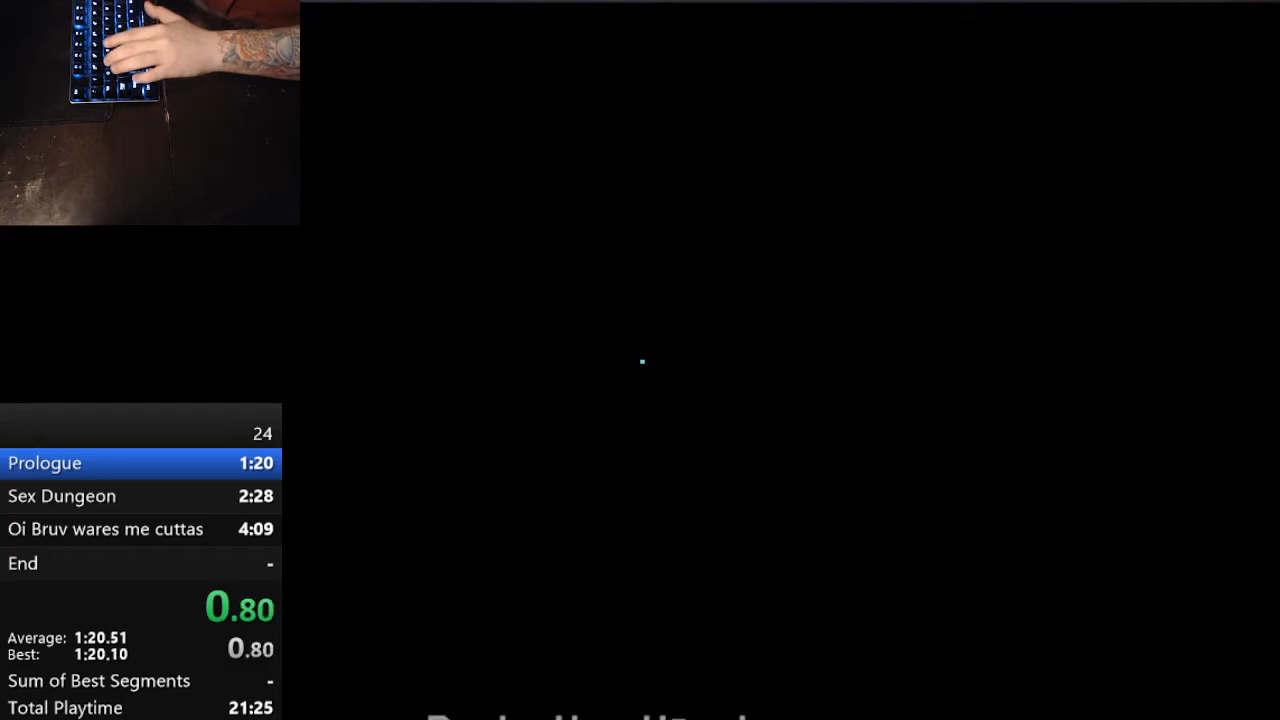 24
Prologue 1:20
Sex Dungeon 2:28
Oi Bruv wares me cuttas 4:09
End -
0.80
Average: 1:20.51
Best: 1:20.10
0.80
Sum of Best Segments -
Total Playtime 21:25